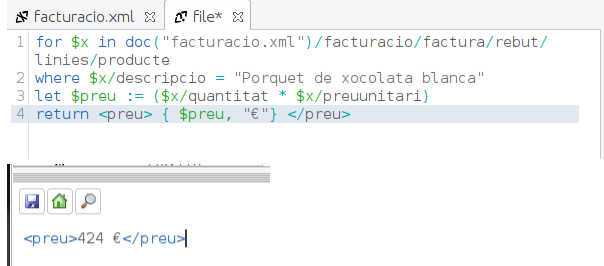 facturacio.xml file*
1 for $x in doc("facturacio.xml")/facturacio/factura/rebut/
linies/producte
2 where $x/descripcio = "Porquet de xocolata blanca"
3 let $preu := ($x/quantitat * $x/preuunitari)
4 return <preu> { $preu, "€"} </preu>
<preu>424 €</preu>